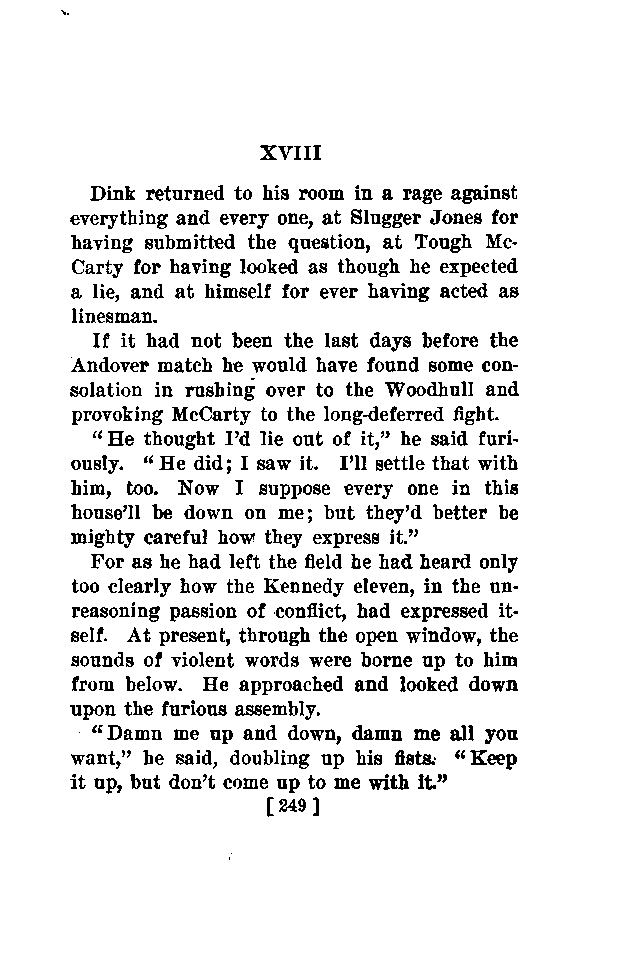 XVIII
Dink returned to his room in a rage against
everything and every one, at Slugger Jones for
having submitted the question, at Tough Mc-
Carty for having looked as though he expected
a lie, and at himself for ever having acted as
linesman.
If it had not been the last days before the
Andover match he would have found some con-
solation in rushing over to the Woodhull and
provoking McCarty to the long-deferred fight.
“He thought I’d lie out of it,” he said furi-
ously. “He did; I saw it. I’ll settle that with
him, too. Now I suppose every one in this
house’ll be down on me; but they’d better be
mighty careful how they express it.”
For as he had left the field he had heard only
too clearly how the Kennedy eleven, in the un-
reasoning passion of conflict, had expressed it-
self. At present, through the open window, the
sounds of violent words were borne up to him
from below. He approached and looked down
upon the furious assembly.
“Damn me up and down, damn me all you
want,” he said, doubling up his fists. “Keep
it up, but don’t come up to me with it.”
[249]